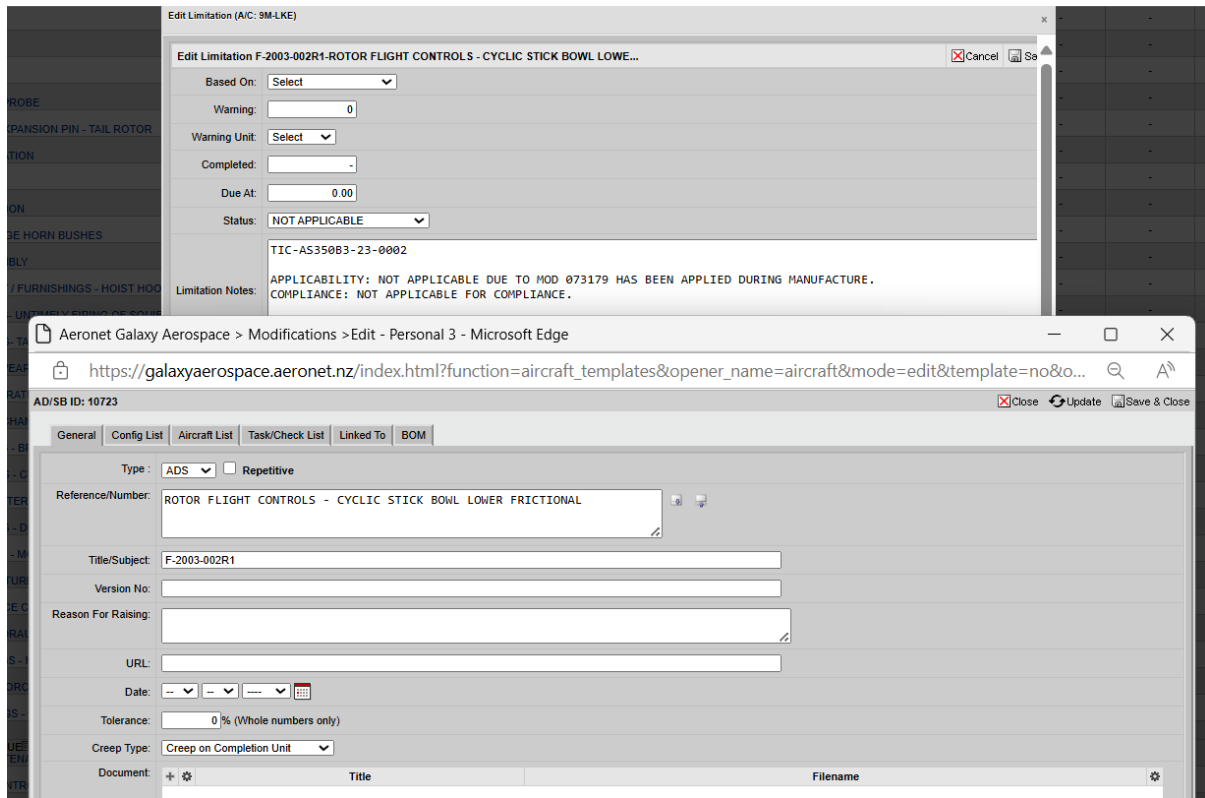 Edit Limitation (A/C: 9M-LKE)
x
Edit Limitation F-2003-002R1-ROTOR FLIGHT CONTROLS - CYCLIC STICK BOWL LOWE...
Cancel Sa
Based On: Select
Warning: 0
Warning Unit: Select
Completed: -
Due At: 0.00
Status: NOT APPLICABLE
Limitation Notes:
TIC-AS350B3-23-0002
APPLICABILITY: NOT APPLICABLE DUE TO MOD 073179 HAS BEEN APPLIED DURING MANUFACTURE.
COMPLIANCE: NOT APPLICABLE FOR COMPLIANCE.
PROBE
XPANSION PIN - TAIL ROTOR
ATION
ON
GE HORN BUSHES
BLY
/ FURNISHINGS - HOIST HOO
Aeronet Galaxy Aerospace > Modifications >Edit - Personal 3 - Microsoft Edge
https://galaxyaerospace.aeronet.nz/index.html?function=aircraft_templates&opener_name=aircraft&mode=edit&template=no&o...
AD/SB ID: 10723
Close Update Save & Close
General Config List Aircraft List Task/Check List Linked To BOM
Type : ADS Repetitive
Reference/Number: ROTOR FLIGHT CONTROLS - CYCLIC STICK BOWL LOWER FRICTIONAL
Title/Subject: F-2003-002R1
Version No:
Reason For Raising:
URL:
Date: -- -- ----
Tolerance: 0 % (Whole numbers only)
Creep Type: Creep on Completion Unit
Document: + Title Filename